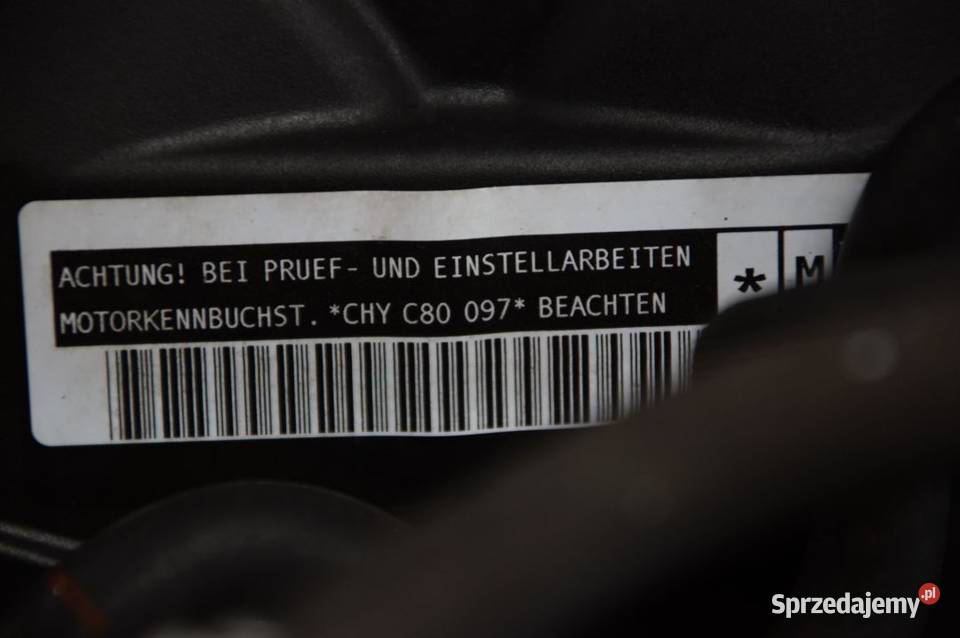 ACHTUNG! BEI PRUEF- UND EINSTELLARBEITEN
MOTORKENNBUCHST. *CHY C80 097* BEACHTEN
* M
Sprzedajemy.pl